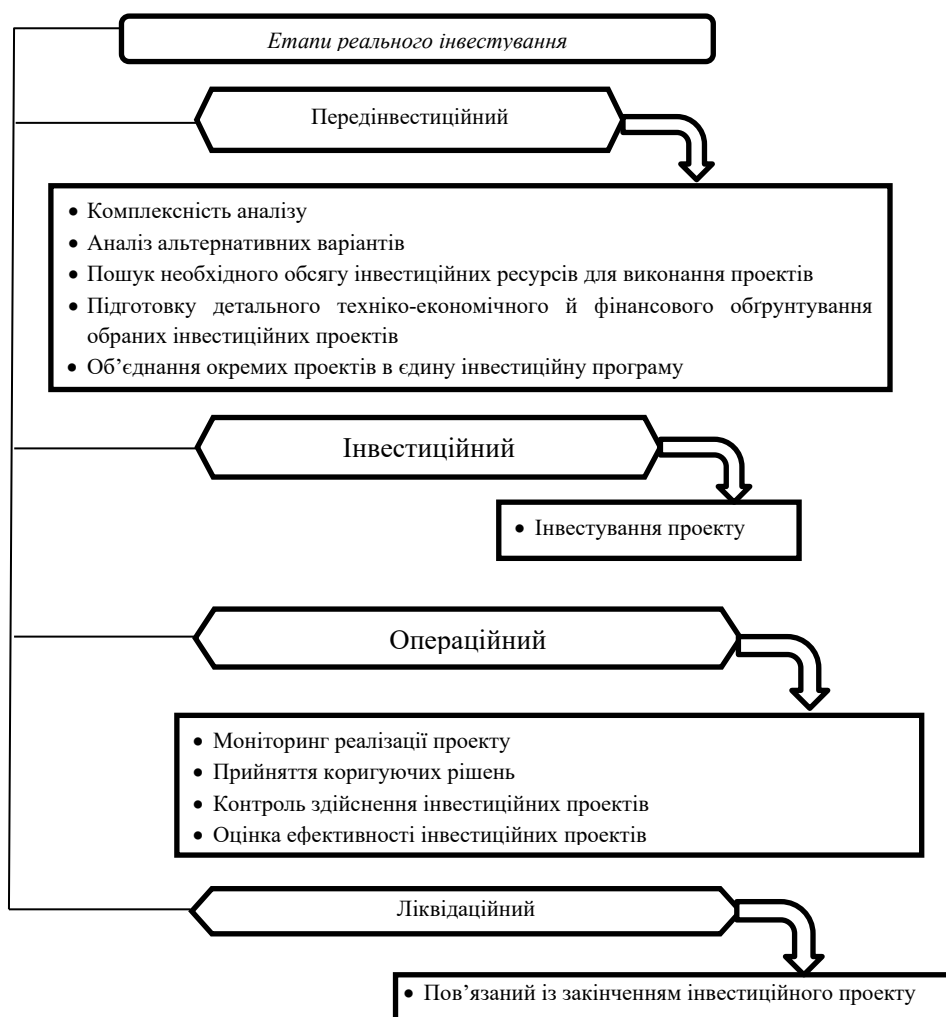 Етапи реального інвестування
Передінвестиційний
• Комплексність аналізу
• Аналіз альтернативних варіантів
• Пошук необхідного обсягу інвестиційних ресурсів для виконання проектів
• Підготовку детального техніко-економічного й фінансового обґрунтування
обраних інвестиційних проектів
• Об’єднання окремих проектів в єдину інвестиційну програму
Інвестиційний
• Інвестування проекту
Операційний
• Моніторинг реалізації проекту
• Прийняття коригуючих рішень
• Контроль здійснення інвестиційних проектів
• Оцінка ефективності інвестиційних проектів
Ліквідаційний
• Пов’язаний із закінченням інвестиційного проекту